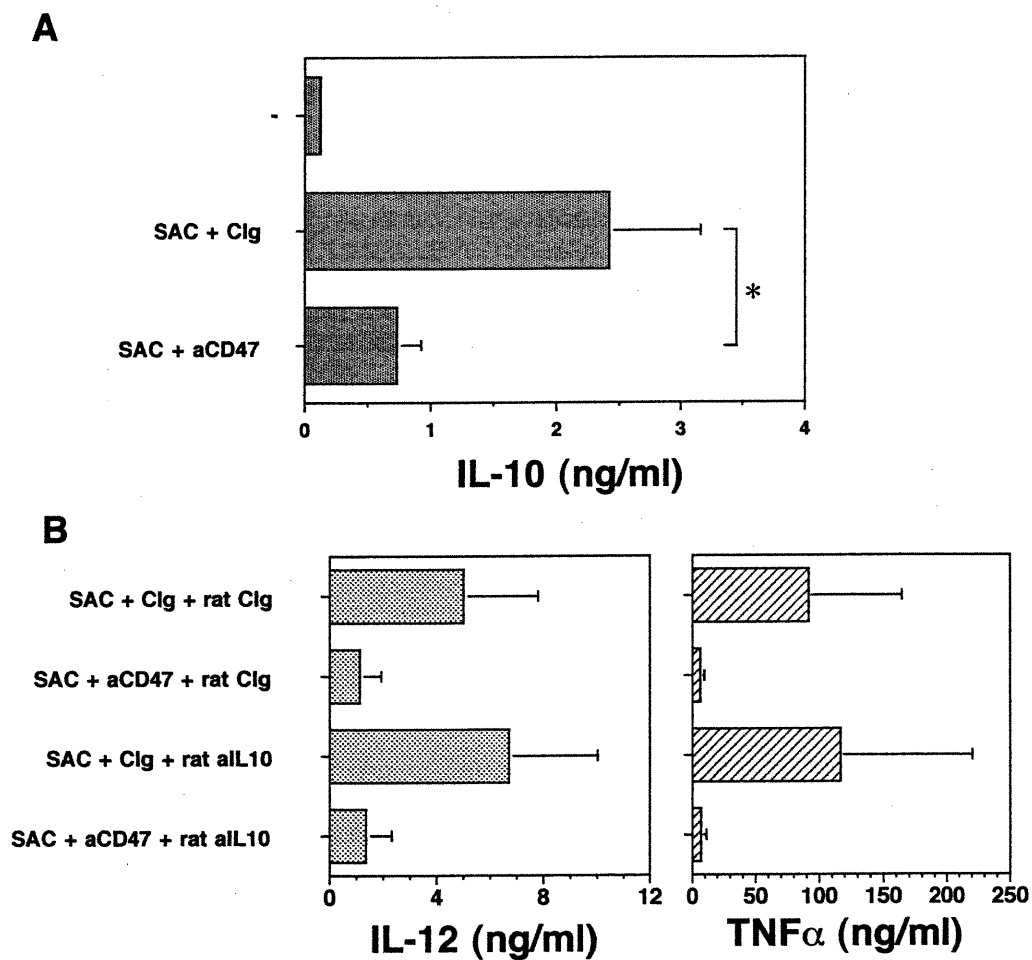 A
-
SAC + CIg
SAC + aCD47
*
0 1 2 3 4
IL-10 (ng/ml)
B
SAC + CIg + rat CIg
SAC + aCD47 + rat CIg
SAC + CIg + rat aIL10
SAC + aCD47 + rat aIL10
0 4 8 12
0 50 100 150 200 250
IL-12 (ng/ml)
TNFα (ng/ml)